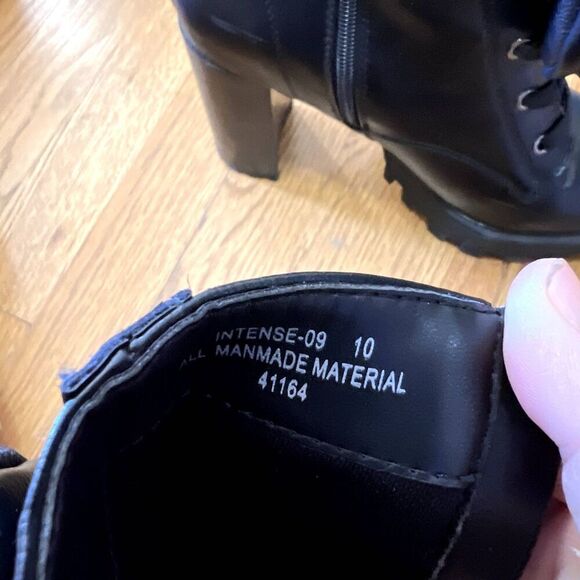 INTENSE-09 10
ALL MANMADE MATERIAL
41164